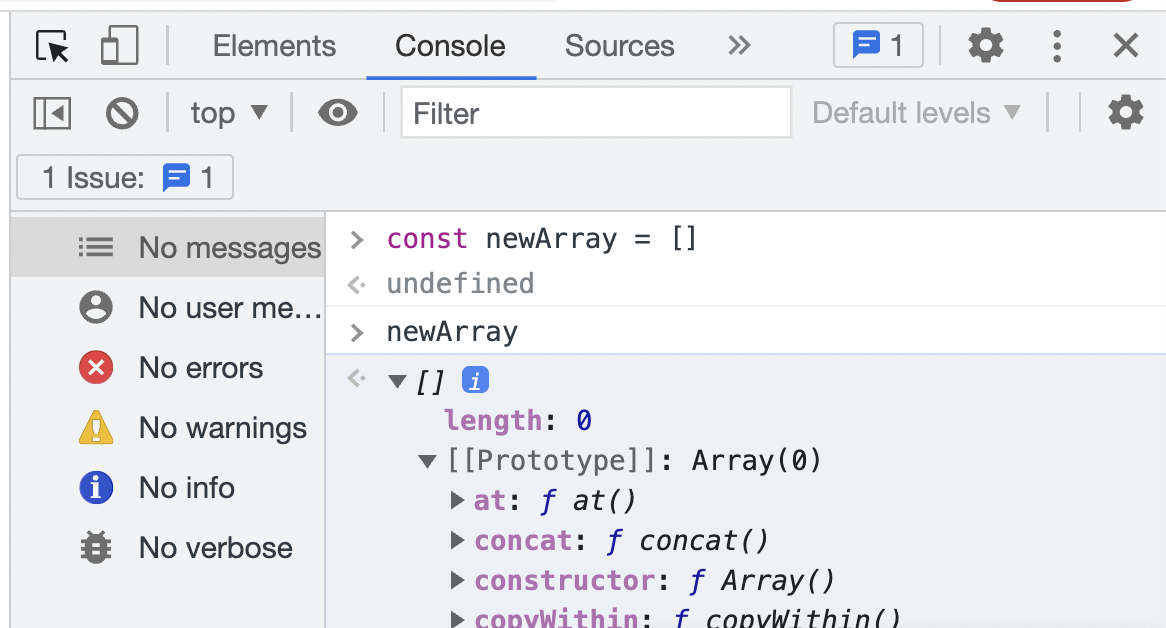 Elements Console Sources » 1
top ▼ Filter Default levels ▼
1 Issue: 1
No messages
No user me…
No errors
No warnings
No info
No verbose
> const newArray = []
undefined
> newArray
▼ [] i
length: 0
▼ [[Prototype]]: Array(0)
▶ at: ƒ at()
▶ concat: ƒ concat()
▶ constructor: ƒ Array()
▶ copyWithin: ƒ copyWithin()